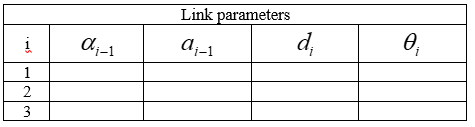 Link parameters
i α_{i−1} a_{i−1} d_i θ_i
1
2
3